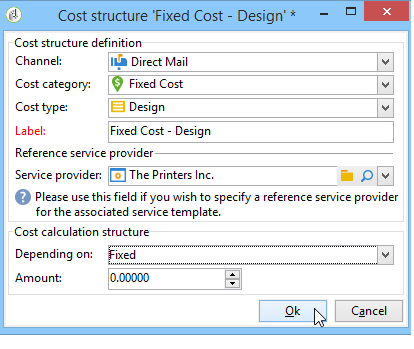 Cost structure 'Fixed Cost - Design' *
Cost structure definition
Channel: Direct Mail
Cost category: Fixed Cost
Cost type: Design
Label: Fixed Cost - Design
Reference service provider
Service provider: The Printers Inc.
Please use this field if you wish to specify a reference service provider
for the associated service template.
Cost calculation structure
Depending on: Fixed
Amount: 0.00000
Ok Cancel